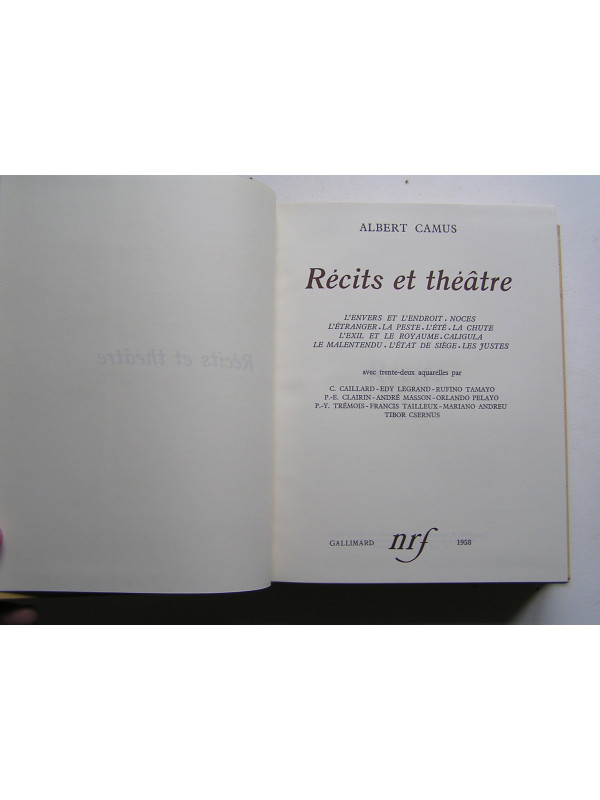 ALBERT CAMUS
Récits et théâtre
L'ENVERS ET L'ENDROIT . NOCES
L'ÉTRANGER . LA PESTE . L'ÉTÉ . LA CHUTE
L'EXIL ET LE ROYAUME . CALIGULA
LE MALENTENDU . L'ÉTAT DE SIÈGE . LES JUSTES
avec trente-deux aquarelles par
C. CAILLARD - EDY LEGRAND - RUFINO TAMAYO
P.-E. CLAIRIN - ANDRÉ MASSON - ORLANDO PELAYO
P.-Y. TRÉMOIS - FRANCIS TAILLEUX - MARIANO ANDREU
TIBOR CSERNUS
GALLIMARD nrf 1958
Récits et théâtre